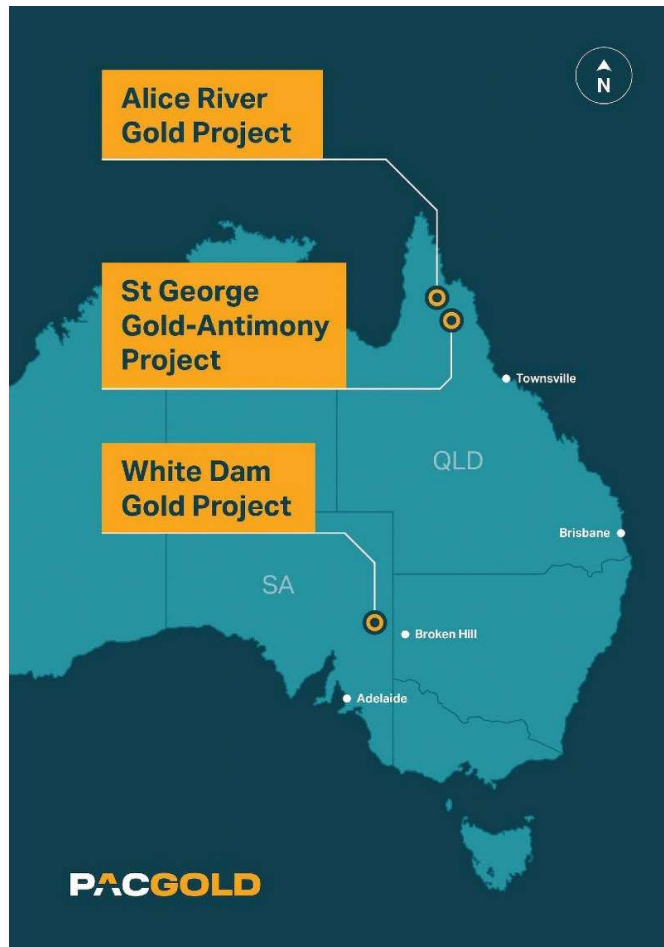 Alice River
Gold Project
N
St George
Gold-Antimony
Project
Townsville
White Dam
Gold Project
QLD
Brisbane
SA
Broken Hill
Adelaide
PACGOLD